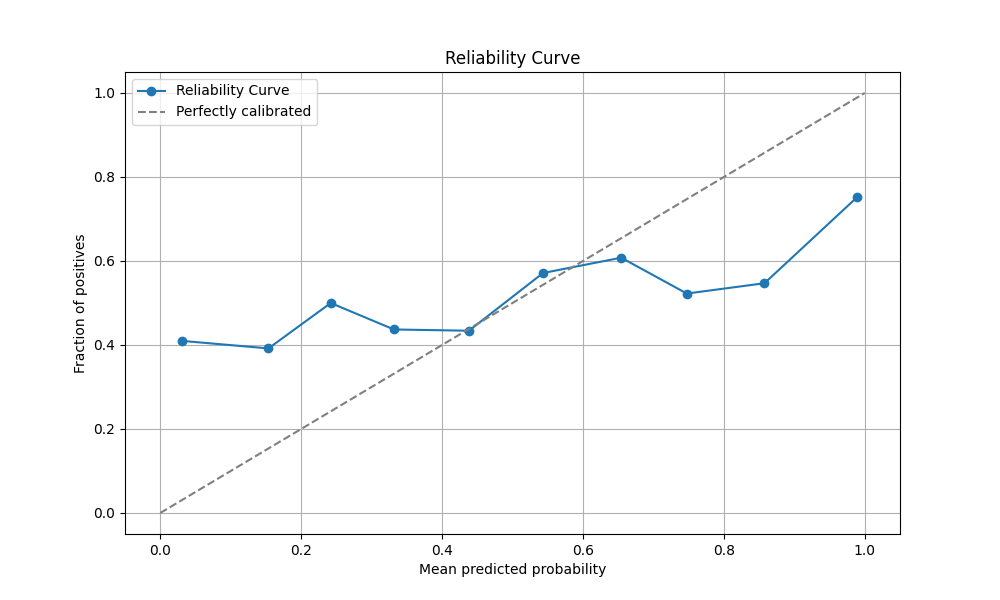 Reliability Curve
Reliability Curve
Perfectly calibrated
1.0
0.8
0.6
0.4
0.2
0.0
Fraction of positives
0.0 0.2 0.4 0.6 0.8 1.0
Mean predicted probability